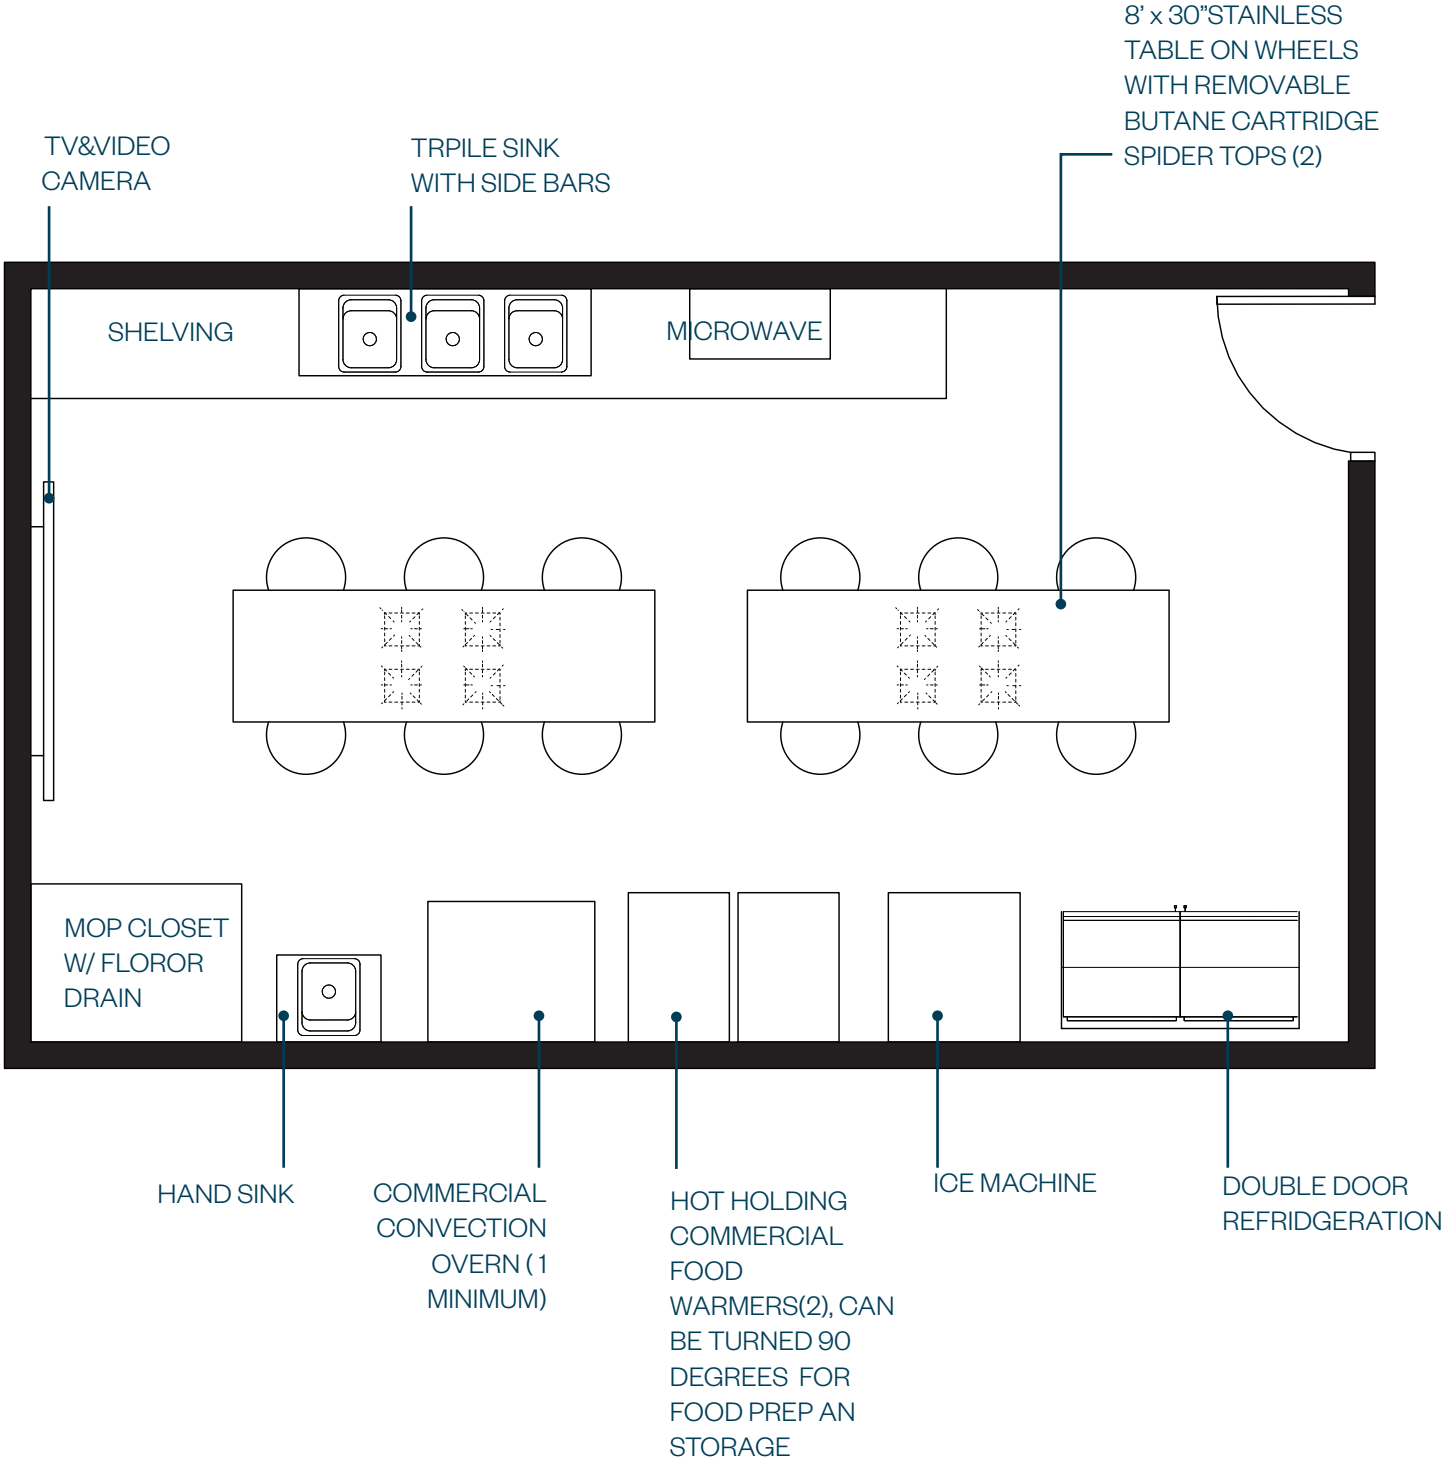 8’ x 30”STAINLESS
TABLE ON WHEELS
WITH REMOVABLE
BUTANE CARTRIDGE
SPIDER TOPS (2)
TV&VIDEO
CAMERA
TRPILE SINK
WITH SIDE BARS
SHELVING
MICROWAVE
MOP CLOSET
W/ FLOROR
DRAIN
HAND SINK
COMMERCIAL
CONVECTION
OVERN ( 1
MINIMUM)
HOT HOLDING
COMMERCIAL
FOOD
WARMERS(2), CAN
BE TURNED 90
DEGREES FOR
FOOD PREP AN
STORAGE
ICE MACHINE
DOUBLE DOOR
REFRIDGERATION